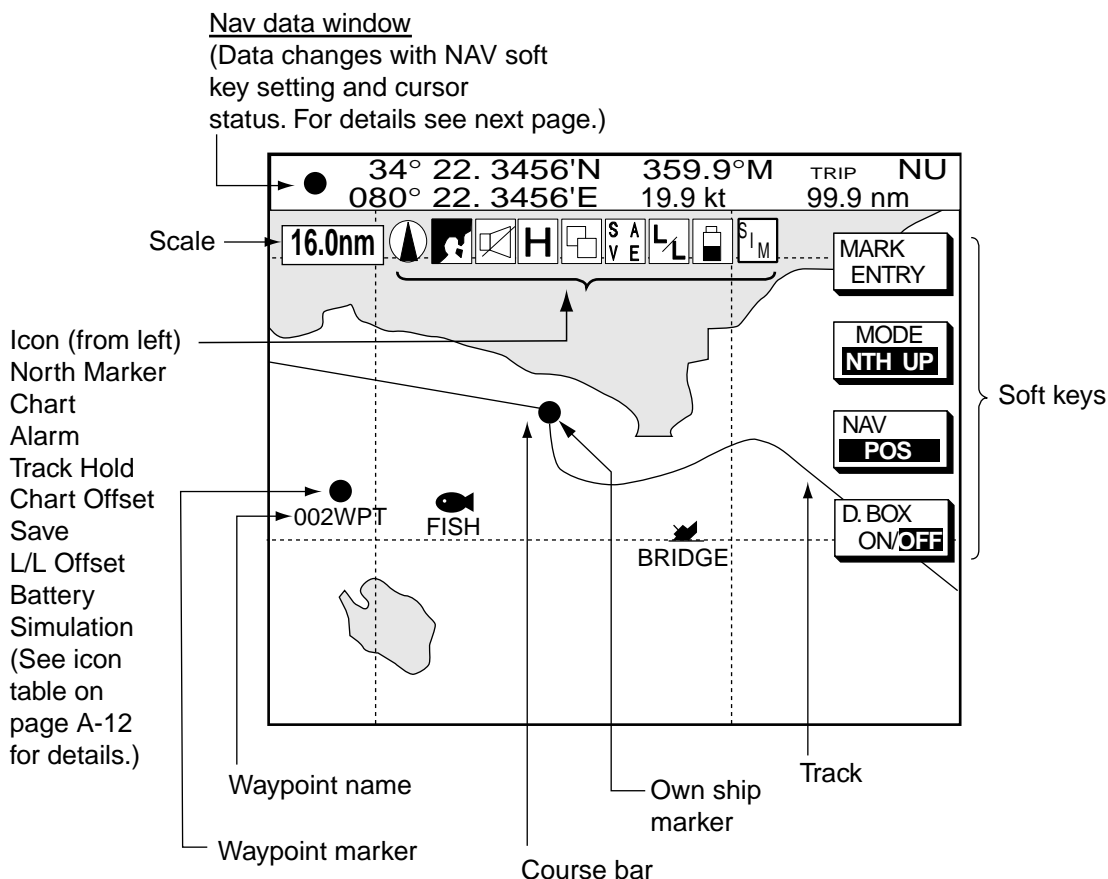 Nav data window
(Data changes with NAV soft
key setting and cursor
status. For details see next page.)
34° 22. 3456'N 359.9°M TRIP NU
080° 22. 3456'E 19.9 kt 99.9 nm
Scale
16.0nm
H
S A
V E
L/L
SIM
MARK
ENTRY
MODE
NTH UP
NAV
POS
D. BOX
ON/OFF
Soft keys
Icon (from left)
North Marker
Chart
Alarm
Track Hold
Chart Offset
Save
L/L Offset
Battery
Simulation
(See icon
table on
page A-12
for details.)
002WPT
FISH
BRIDGE
Waypoint name
Waypoint marker
Course bar
Own ship
marker
Track